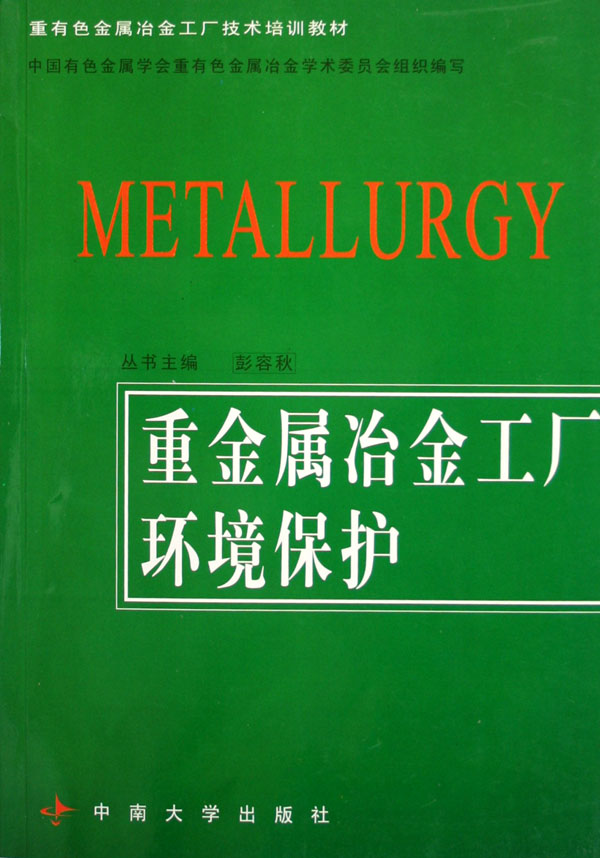 重有色金属冶金工厂技术培训教材
中国有色金属学会重有色金属冶金学术委员会组织编写
METALLURGY
丛书主编 彭容秋
重金属冶金工厂
环境保护
中南大学出版社